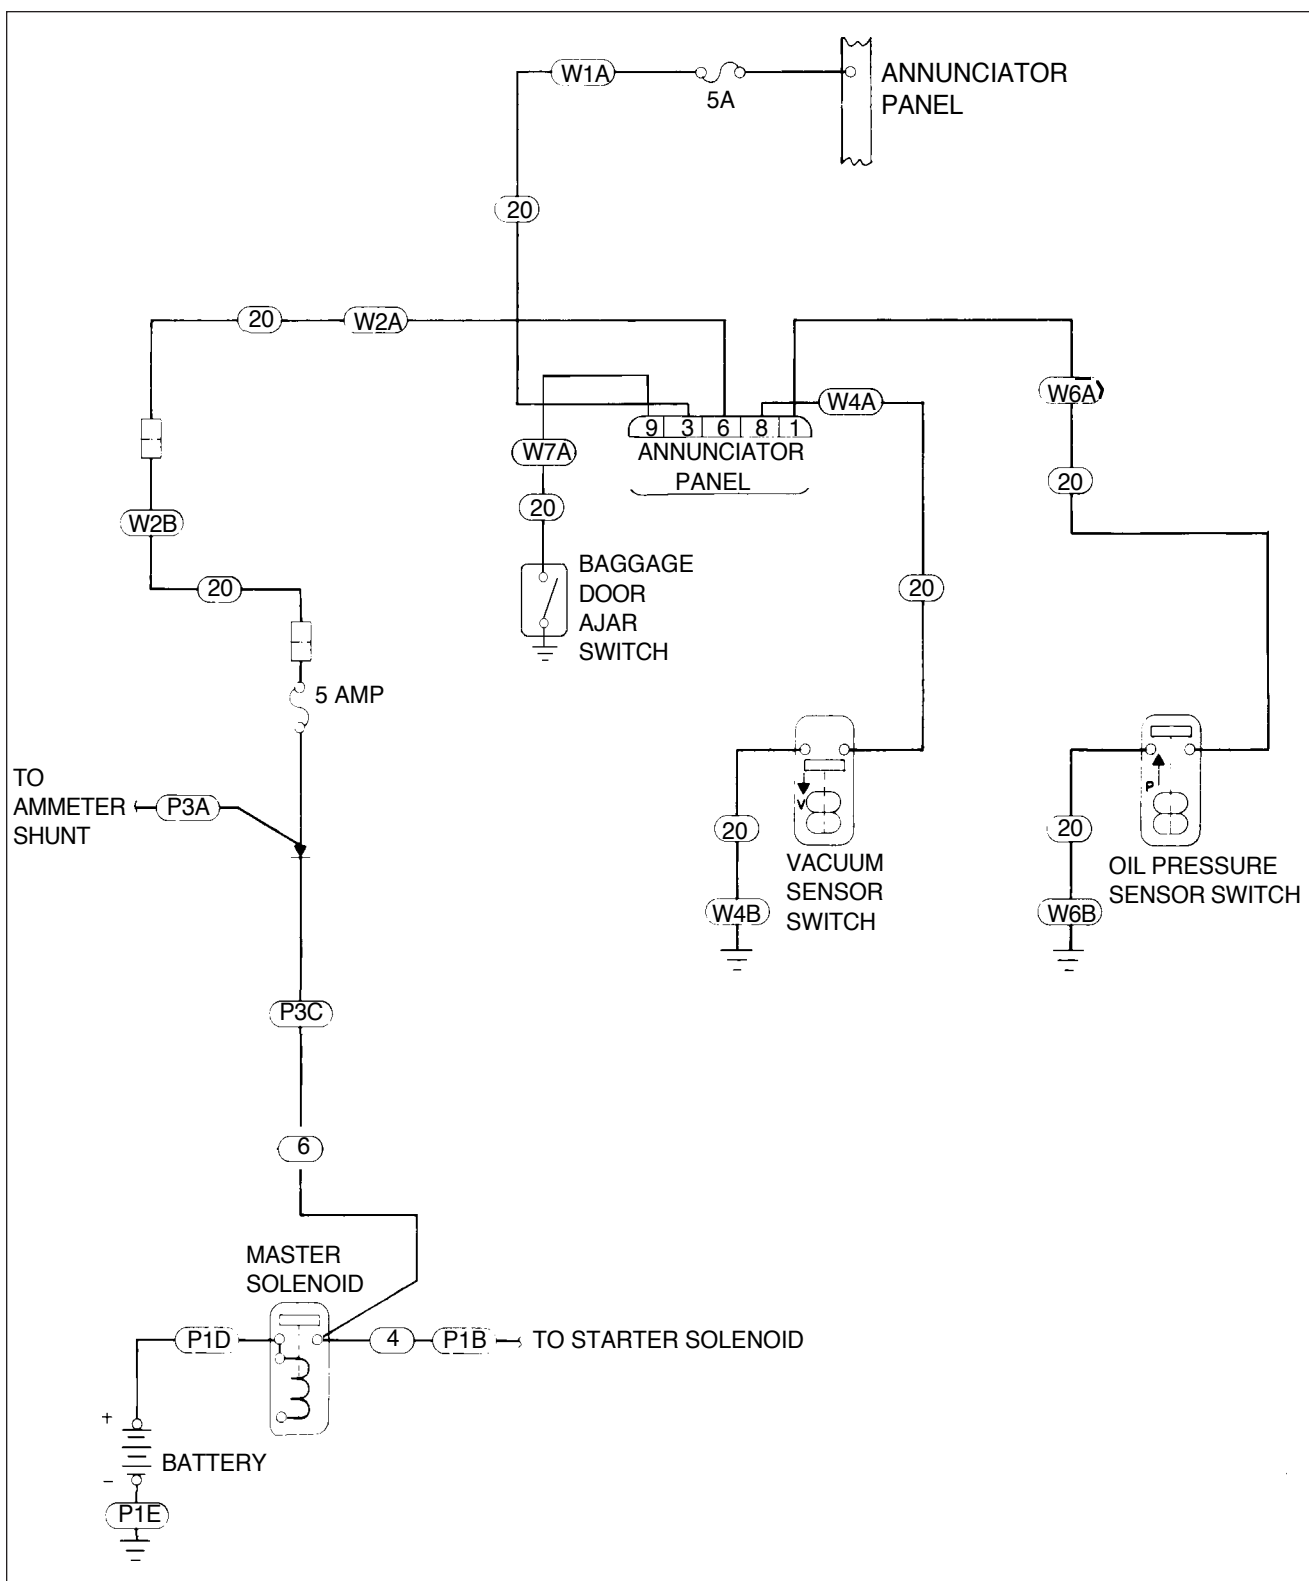 W1A
5A
ANNUNCIATOR
PANEL
20
20
W2A
W6A
W4A
9 3 6 8 1
W7A
ANNUNCIATOR
PANEL
20
20
W2B
BAGGAGE
DOOR
AJAR
SWITCH
20
20
5 AMP
TO
AMMETER
SHUNT
P3A
V
P
20
20
VACUUM
SENSOR
SWITCH
OIL PRESSURE
SENSOR SWITCH
W4B
W6B
P3C
6
MASTER
SOLENOID
P1D
4
P1B
TO STARTER SOLENOID
+
BATTERY
–
P1E